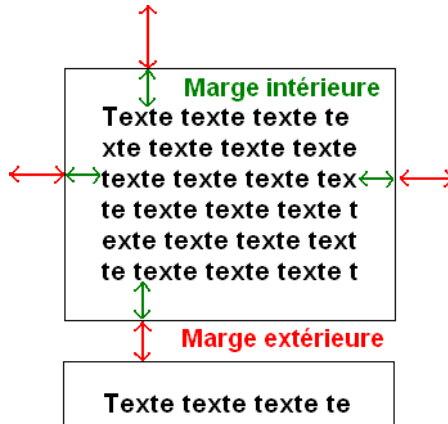 Marge intérieure
Texte texte texte te
xte texte texte texte
texte texte texte tex
te texte texte texte t
exte texte texte text
te texte texte texte t
Marge extérieure
Texte texte texte te